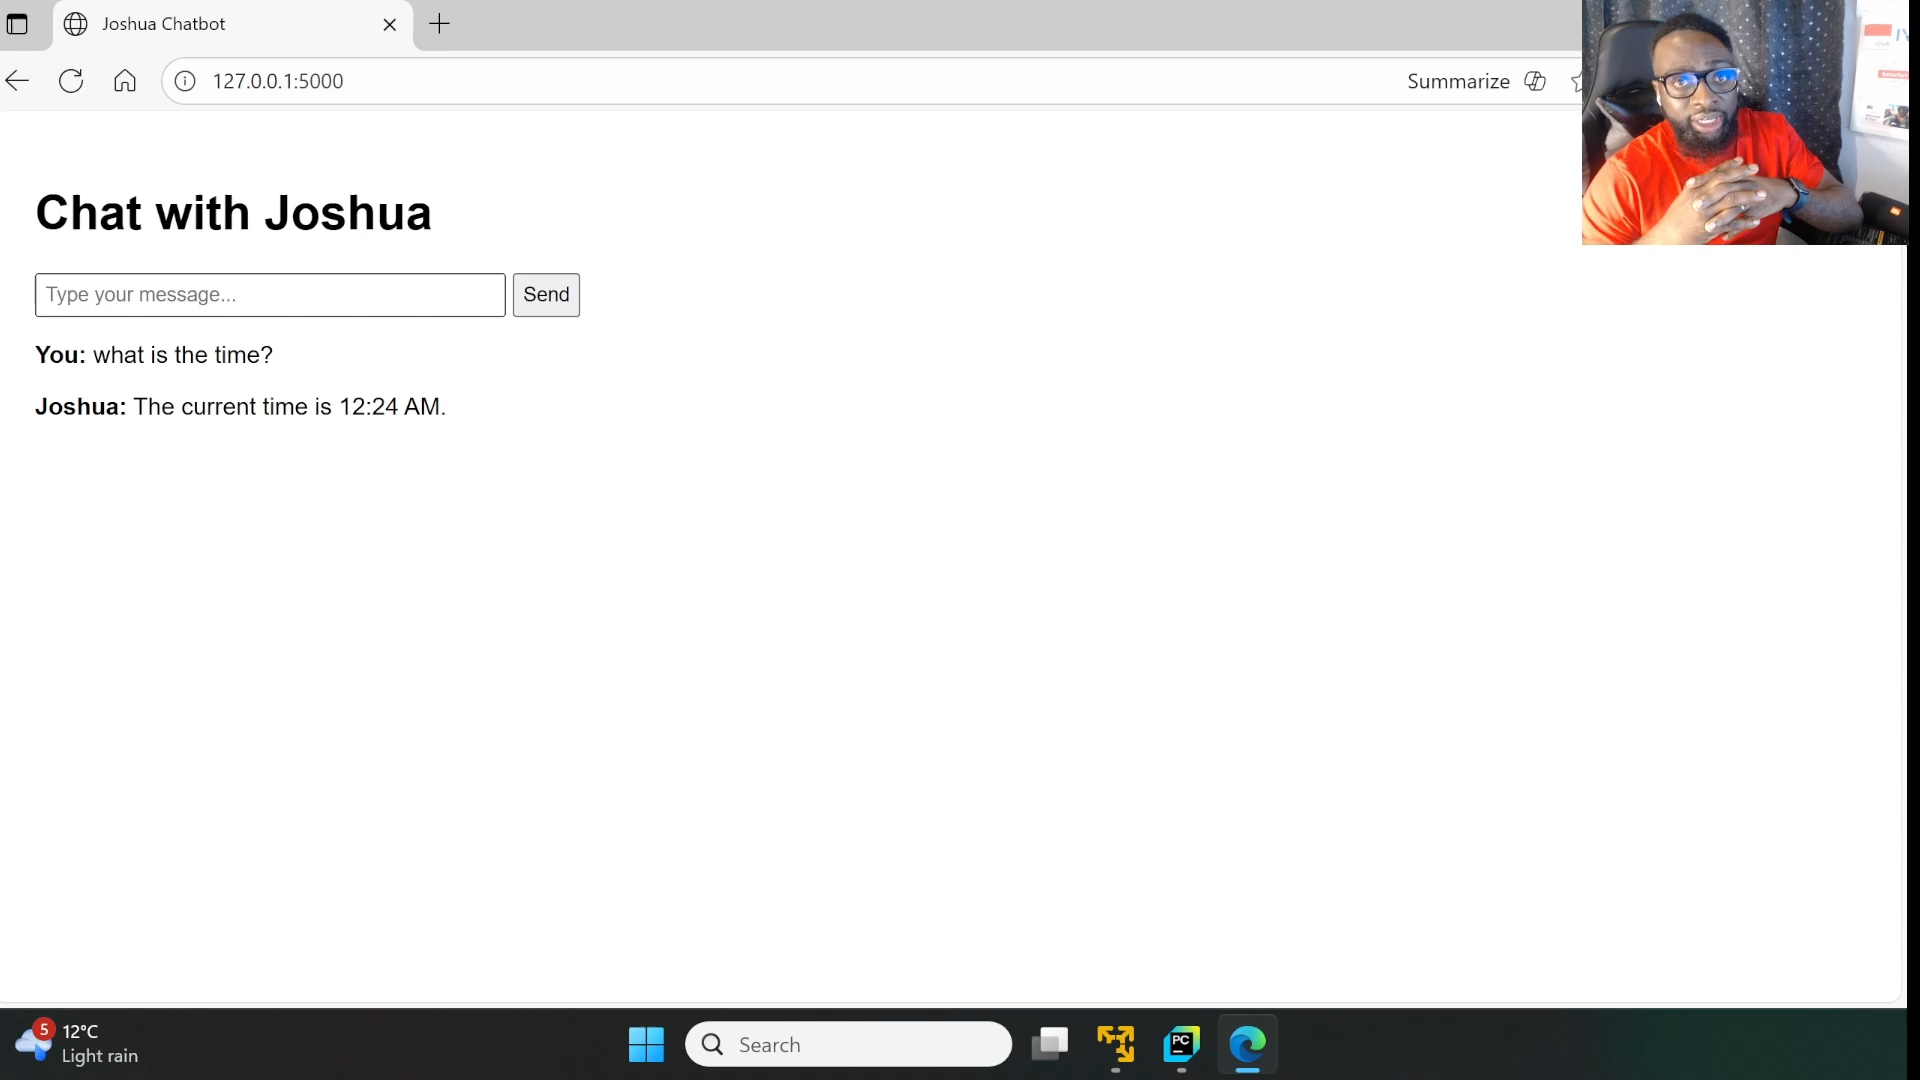 Joshua Chatbot
127.0.0.1:5000
Summarize
Chat with Joshua
Type your message...
Send
You: what is the time?
Joshua: The current time is 12:24 AM.
5
12°C
Light rain
Search
PC